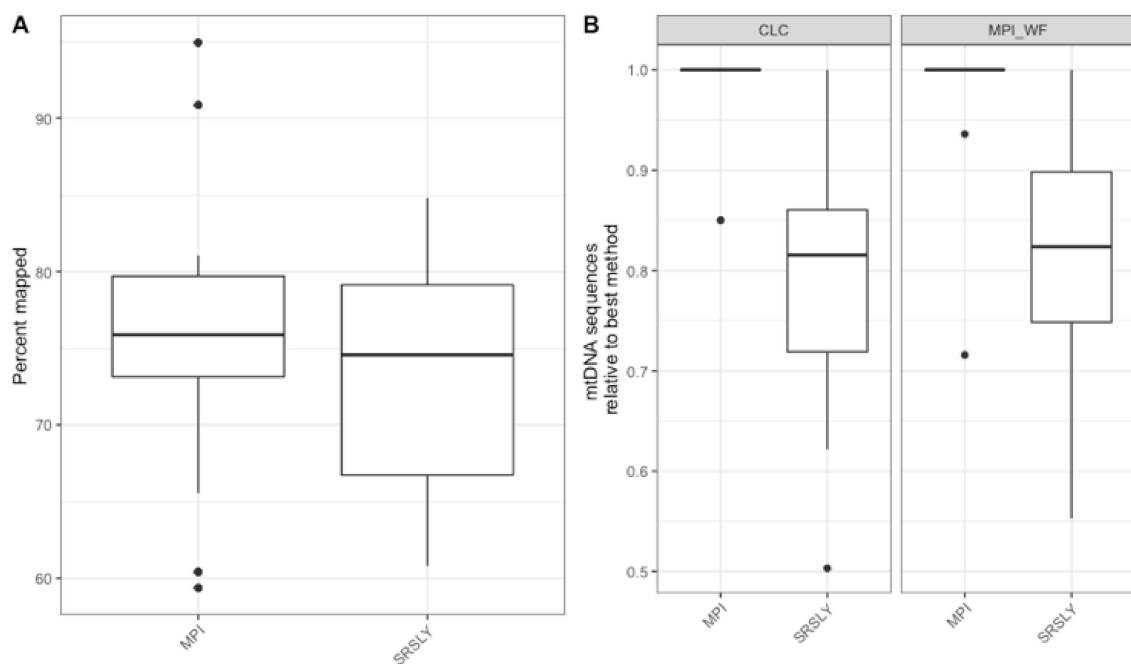 A
Percent mapped
90
80
70
60
MPI
SRSLY
B
CLC
MPI_WF
mtDNA sequences
relative to best method
1.0
0.9
0.8
0.7
0.6
0.5
MPI
SRSLY
MPI
SRSLY